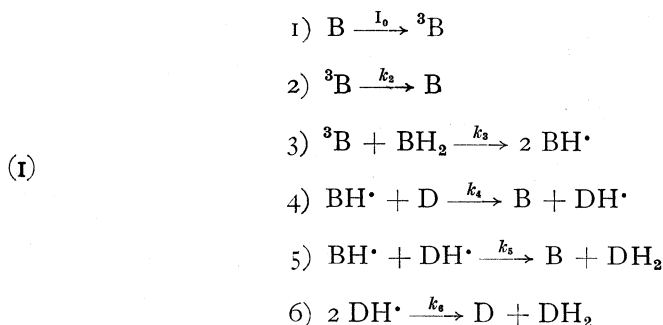 1) B —I₀→ ³B
2) ³B —k₂→ B
3) ³B + BH₂ —k₃→ 2 BH•
(I)
4) BH• + D —k₄→ B + DH•
5) BH• + DH• —k₅→ B + DH₂
6) 2 DH• —k₆→ D + DH₂